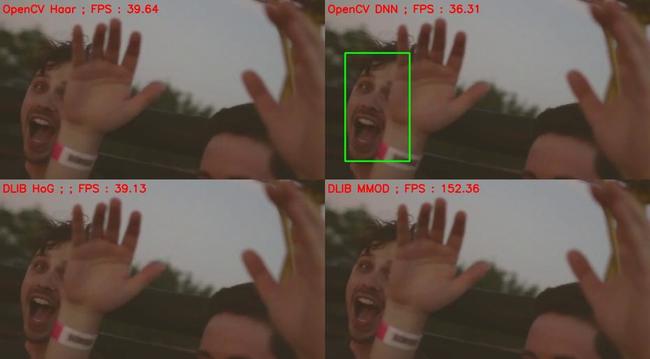 OpenCV Haar ; FPS : 39.64
OpenCV DNN ; FPS : 36.31
DLIB HoG ; ; FPS : 39.13
DLIB MMOD ; FPS : 152.36